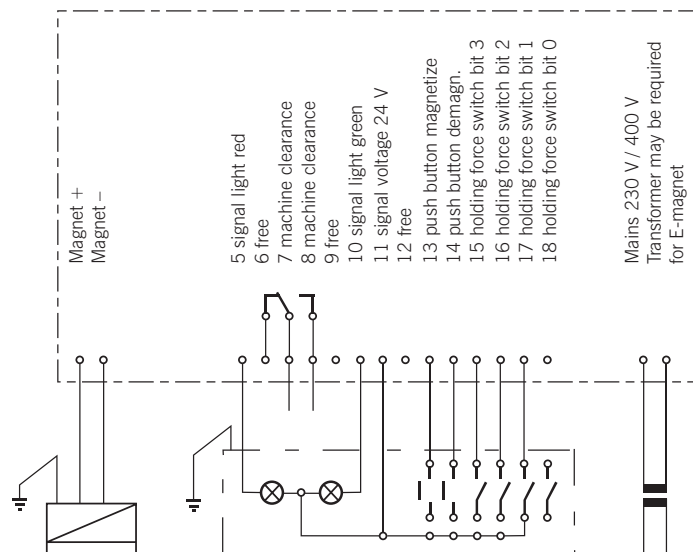 Magnet +
Magnet –
5 signal light red
6 free
7 machine clearance
8 machine clearance
9 free
10 signal light green
11 signal voltage 24 V
12 free
13 push button magnetize
14 push button demagn.
15 holding force switch bit 3
16 holding force switch bit 2
17 holding force switch bit 1
18 holding force switch bit 0
Mains 230 V / 400 V
Transformer may be required
for E-magnet